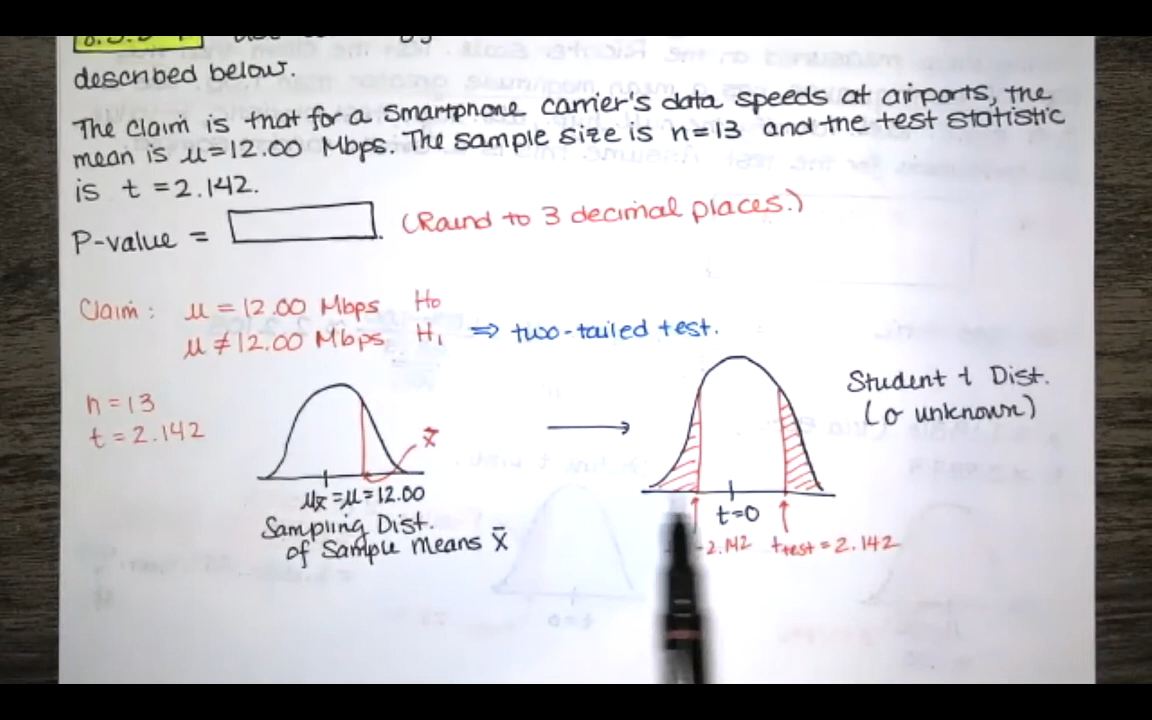 described below.
The claim is that for a smartphone carrier's data speeds at airports, the
mean is μ=12.00 Mbps. The sample size is n=13 and the test statistic
is t =2.142.
P-value = (Round to 3 decimal places.)
Claim: μ = 12.00 Mbps H₀
μ ≠ 12.00 Mbps H₁ ⇒ two-tailed test.
n = 13
t = 2.142
x̄
μx̄ = μ = 12.00
Sampling Dist.
of Sample Means x̄
Student t Dist.
(σ unknown)
t=0
-2.142 t test = 2.142